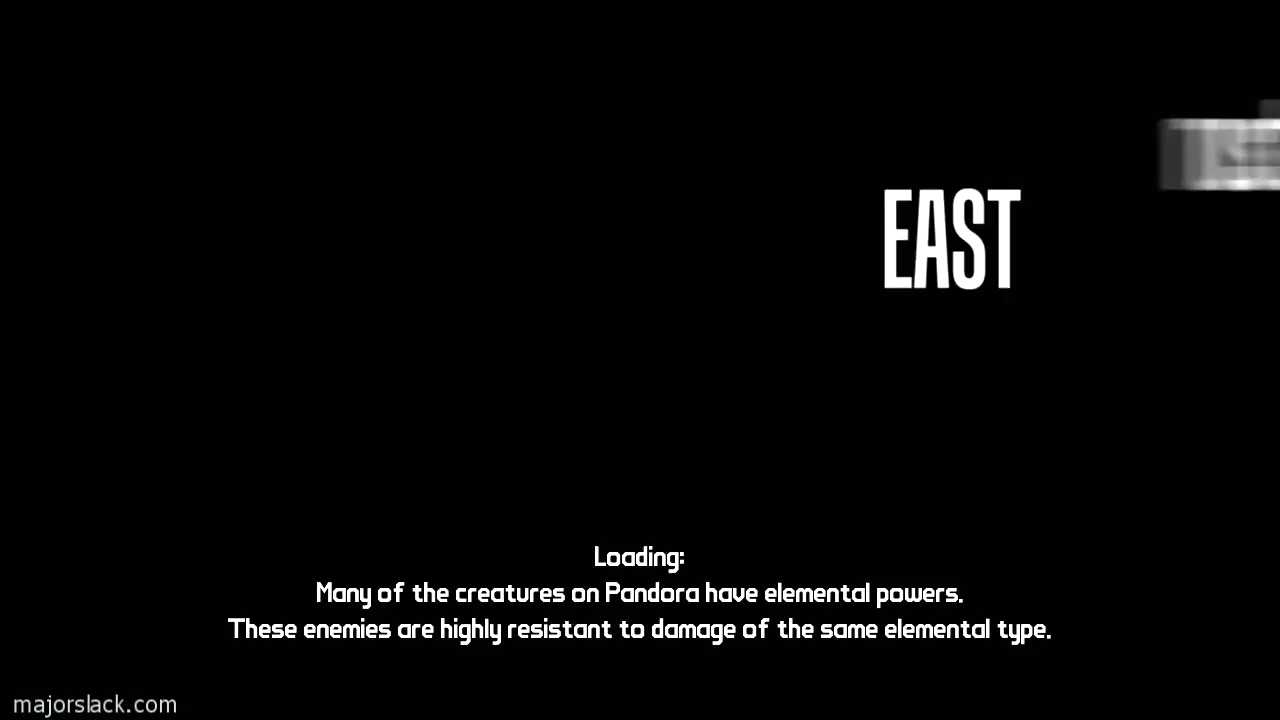 EAST
Loading:
Many of the creatures on Pandora have elemental powers.
These enemies are highly resistant to damage of the same elemental type.
majorslack.com